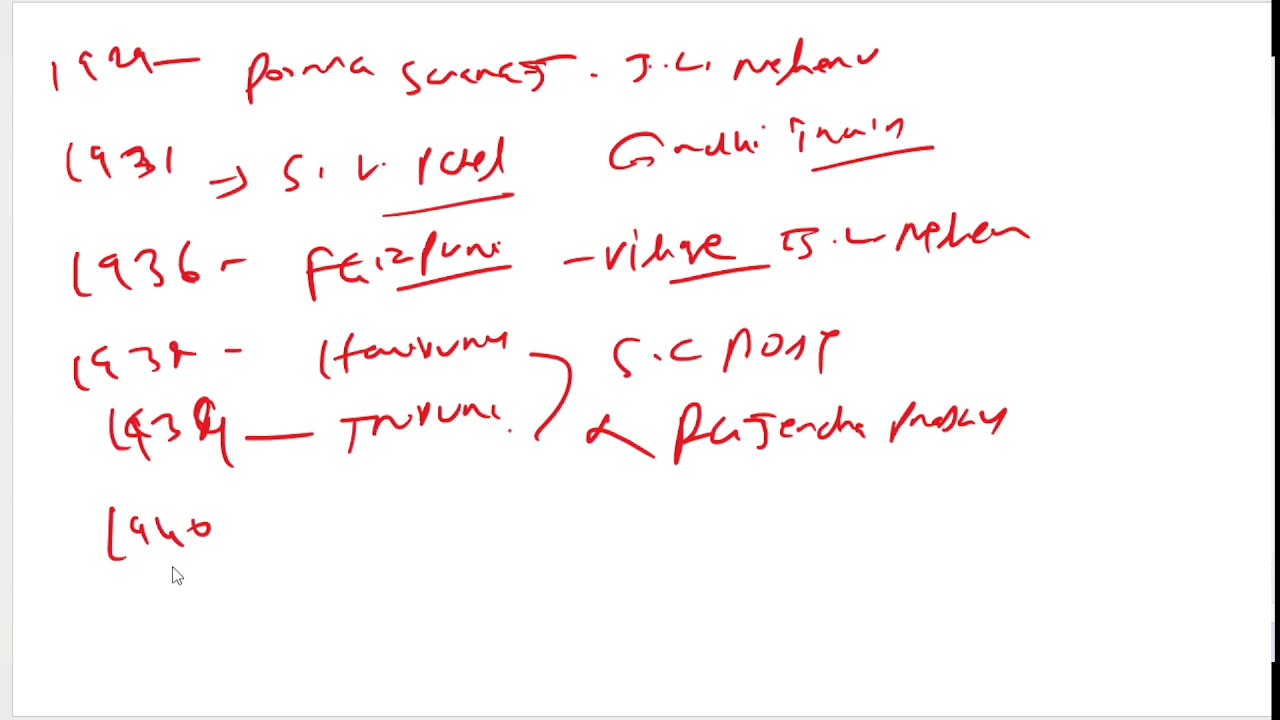 1929 - Poorna Swaraj. J.L. Nehru
1931 → S. V. Patel Gandhi Irwin
1936 - Faizpur - village J.L Nehru
1938 - Haripura S.C Bose
1939 - Tripuri. & Rajendra Prasad
1940